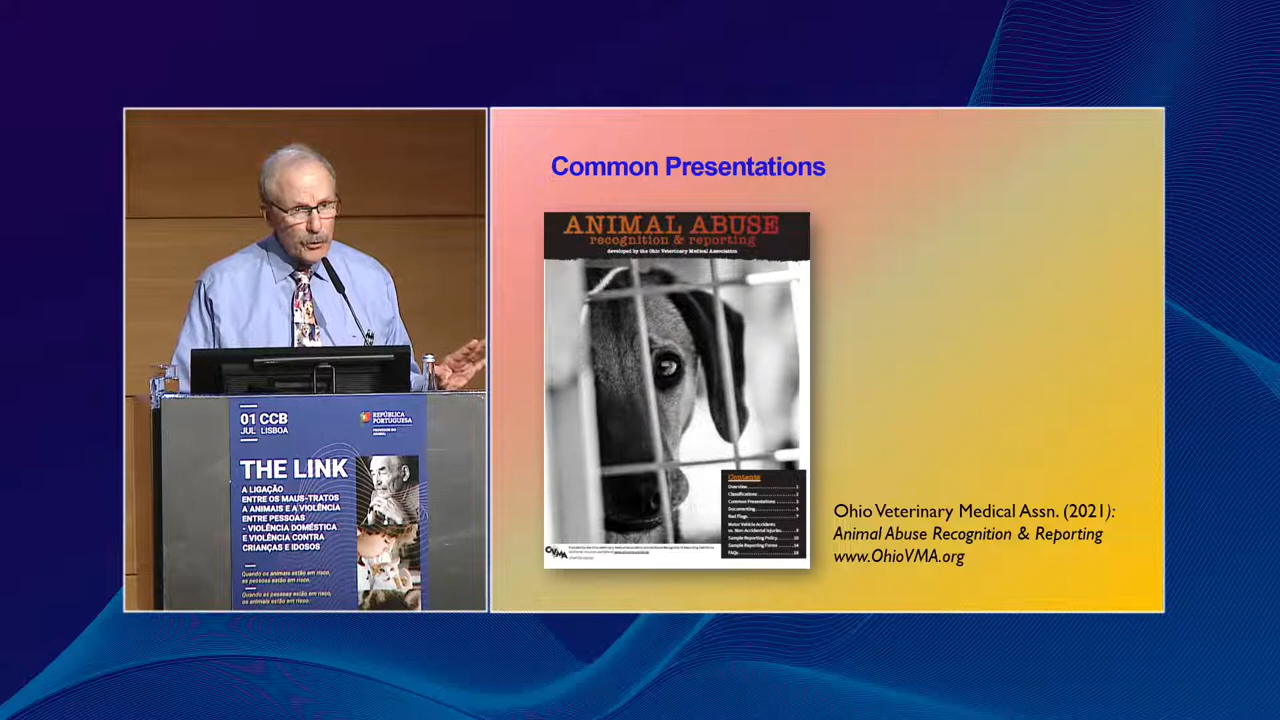 Common Presentations
ANIMAL ABUSE
recognition & reporting
developed by the Ohio Veterinary Medical Association
Contents
Overview
Classifications
Common Presentations
Documenting
Red Flags
Motor Vehicle Accidents
vs. Non-Accidental Injuries
Sample Reporting Policy
Sample Reporting Forms
FAQs
OVMA
Ohio Veterinary Medical Assn. (2021):
Animal Abuse Recognition & Reporting
www.OhioVMA.org
01 CCB
JUL LISBOA
REPÚBLICA
PORTUGUESA
PROVEDOR DO
ANIMAL
THE LINK
A LIGAÇÃO
ENTRE OS MAUS-TRATOS
A ANIMAIS E A VIOLÊNCIA
ENTRE PESSOAS
- VIOLÊNCIA DOMÉSTICA
E VIOLÊNCIA CONTRA
CRIANÇAS E IDOSOS
Quando os animais estão em risco,
as pessoas estão em risco.
Quando as pessoas estão em risco,
os animais estão em risco.